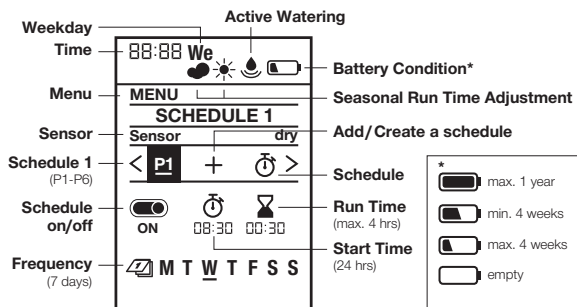 Active Watering
Weekday
Time
88:88 We
Battery Condition*
Menu
MENU
Seasonal Run Time Adjustment
SCHEDULE 1
Add/Create a schedule
Sensor
Sensor dry
Schedule 1
(P1-P6)
< P1 + >
Schedule
Schedule
on/off
ON
08:30 00:30
Run Time
(max. 4 hrs)
Start Time
(24 hrs)
Frequency
(7 days)
M T W T F S S
*
max. 1 year
min. 4 weeks
max. 4 weeks
empty